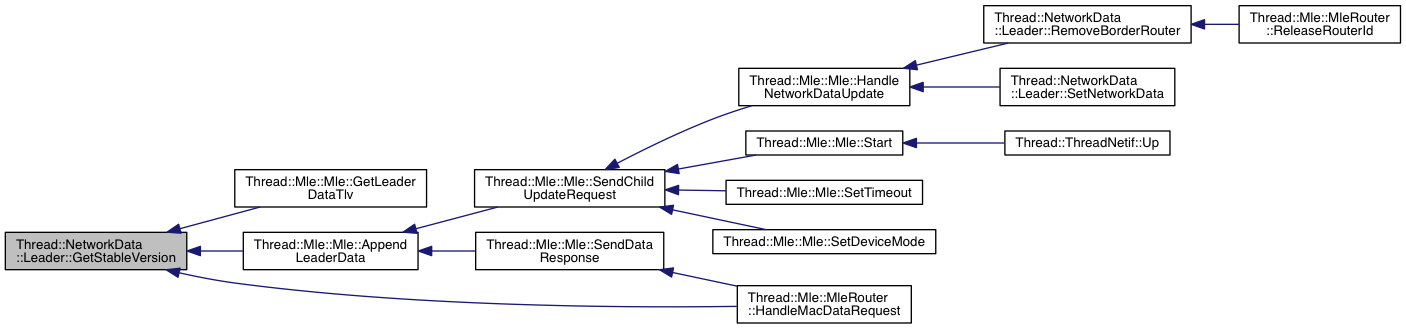 Thread::NetworkData
::Leader::RemoveBorderRouter
Thread::Mle::MleRouter
::ReleaseRouterId
Thread::Mle::Mle::Handle
NetworkDataUpdate
Thread::NetworkData
::Leader::SetNetworkData
Thread::Mle::Mle::Start
Thread::ThreadNetif::Up
Thread::Mle::Mle::GetLeader
DataTlv
Thread::Mle::Mle::SendChild
UpdateRequest
Thread::Mle::Mle::SetTimeout
Thread::NetworkData
::Leader::GetStableVersion
Thread::Mle::Mle::Append
LeaderData
Thread::Mle::Mle::SendData
Response
Thread::Mle::Mle::SetDeviceMode
Thread::Mle::MleRouter
::HandleMacDataRequest